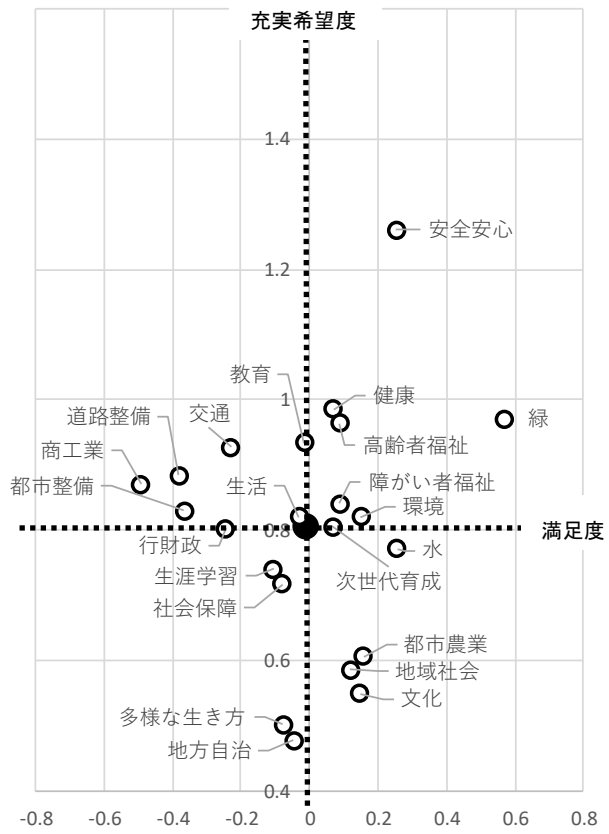 充実希望度
1.4
安全安心
1.2
教育
健康
1
道路整備
交通
緑
商工業
高齢者福祉
都市整備
生活
障がい者福祉
環境
0.8
満足度
行財政
水
生涯学習
次世代育成
社会保障
都市農業
0.6
地域社会
文化
多様な生き方
地方自治
0.4
-0.8 -0.6 -0.4 -0.2 0 0.2 0.4 0.6 0.8